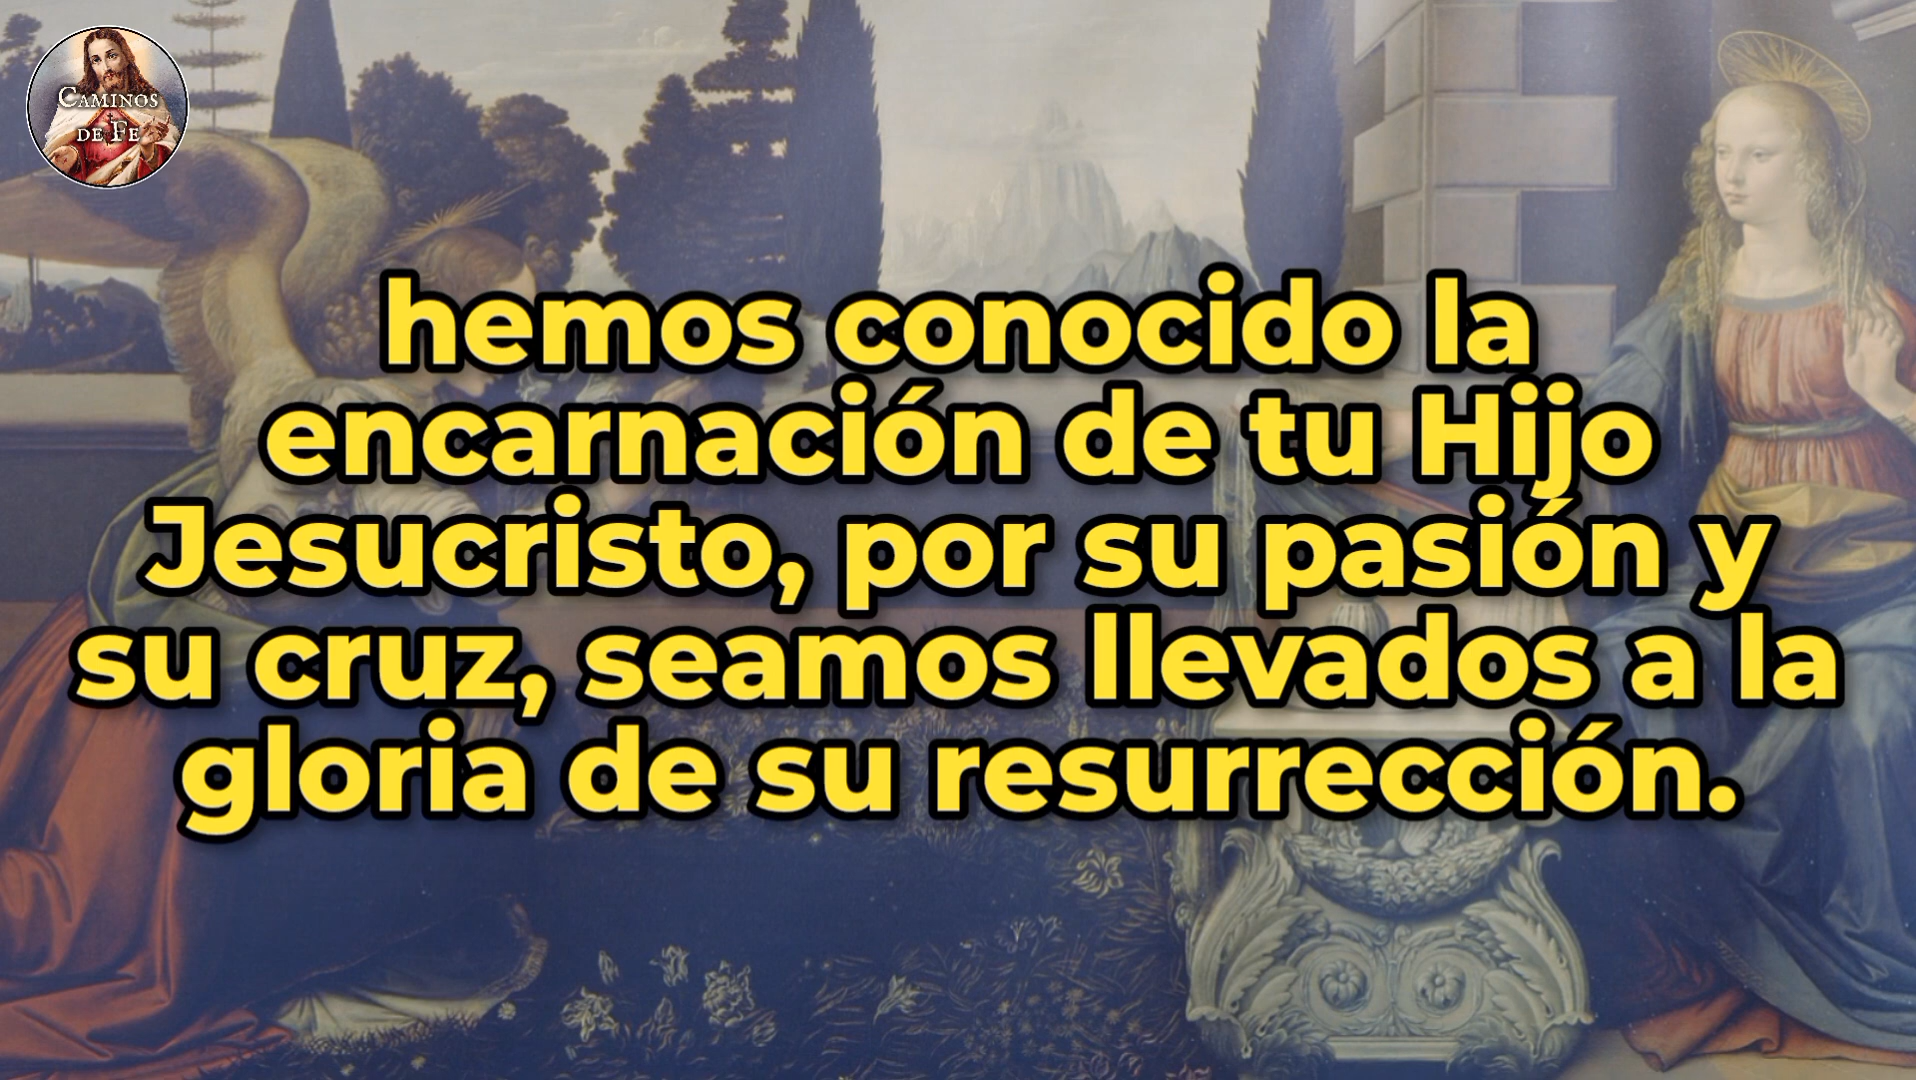 CAMINOS
DE FE
hemos conocido la
encarnación de tu Hijo
Jesucristo, por su pasión y
su cruz, seamos llevados a la
gloria de su resurrección.